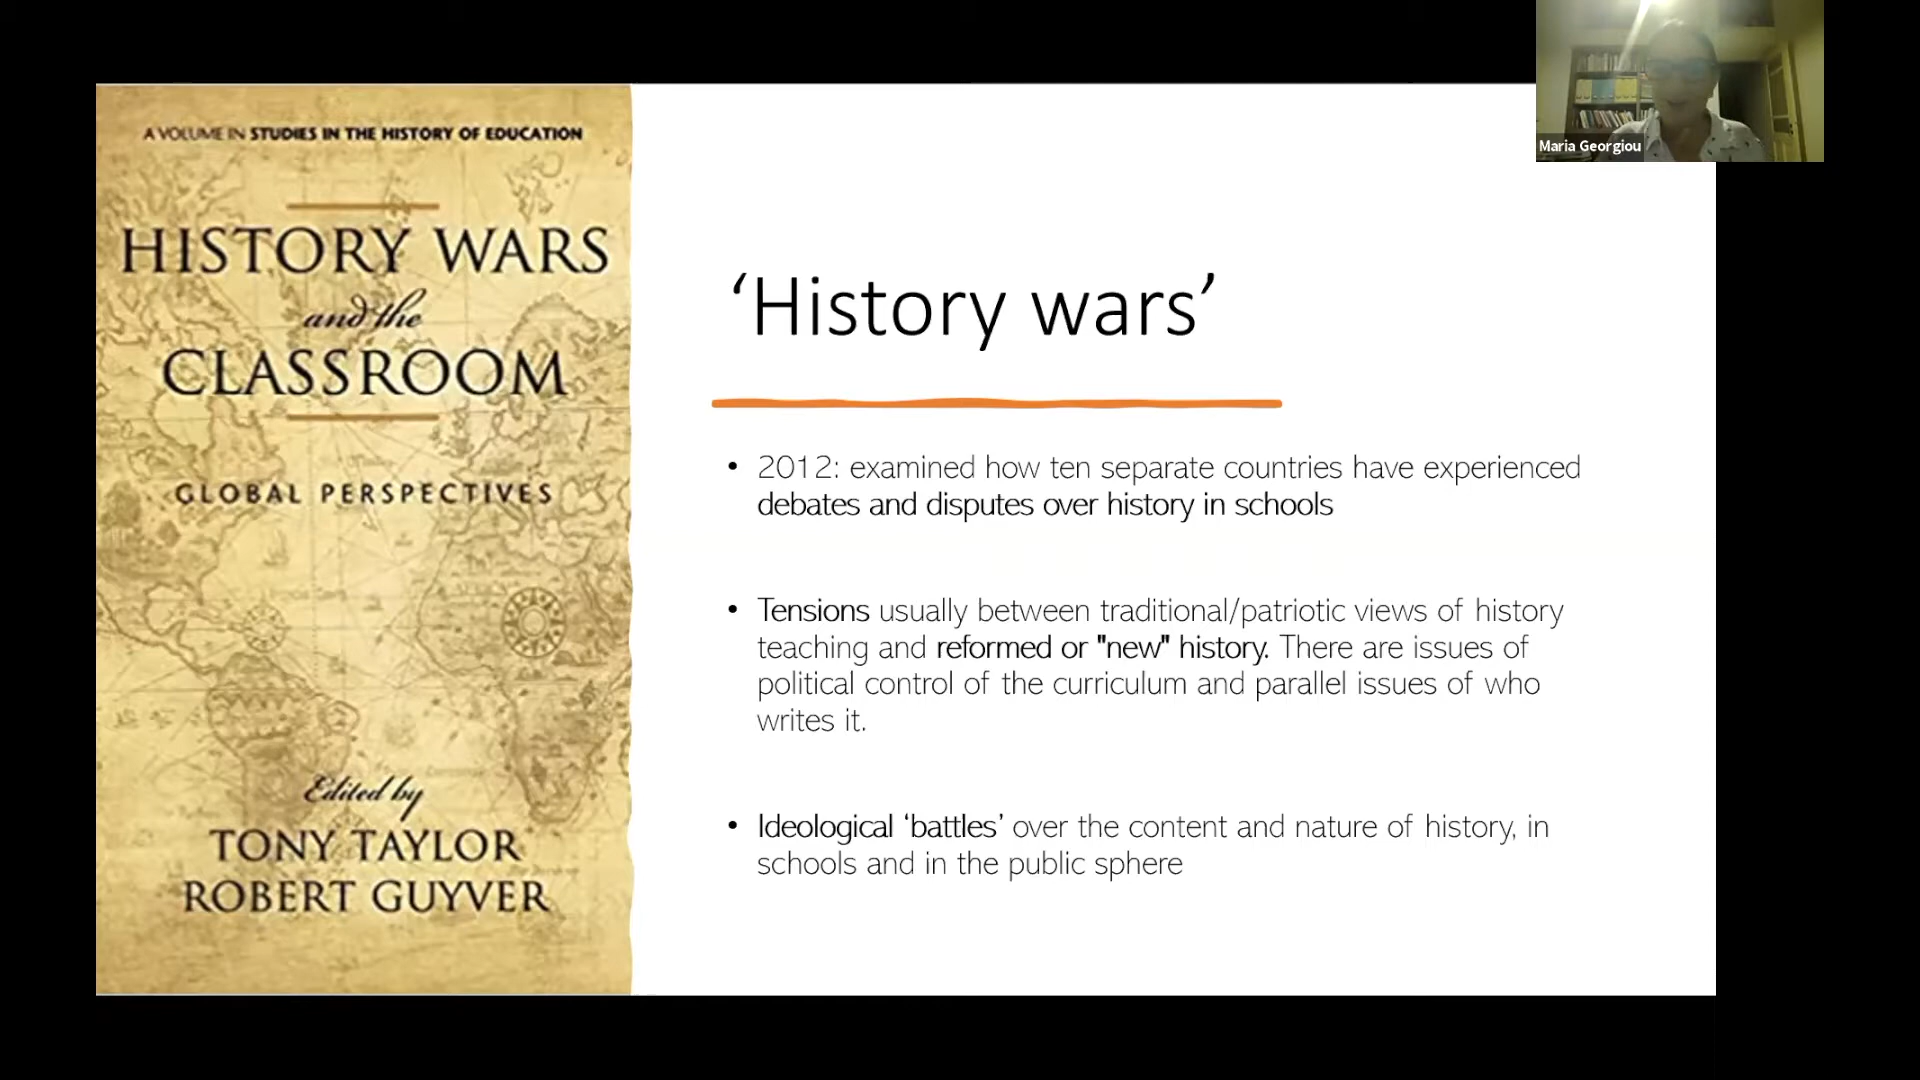 A VOLUME IN STUDIES IN THE HISTORY OF EDUCATION
HISTORY WARS
and the
CLASSROOM
GLOBAL PERSPECTIVES
Edited by
TONY TAYLOR
ROBERT GUYVER
‘History wars’
• 2012: examined how ten separate countries have experienced
debates and disputes over history in schools
• Tensions usually between traditional/patriotic views of history
teaching and reformed or "new" history. There are issues of
political control of the curriculum and parallel issues of who
writes it.
• Ideological ‘battles’ over the content and nature of history, in
schools and in the public sphere
Maria Georgiou